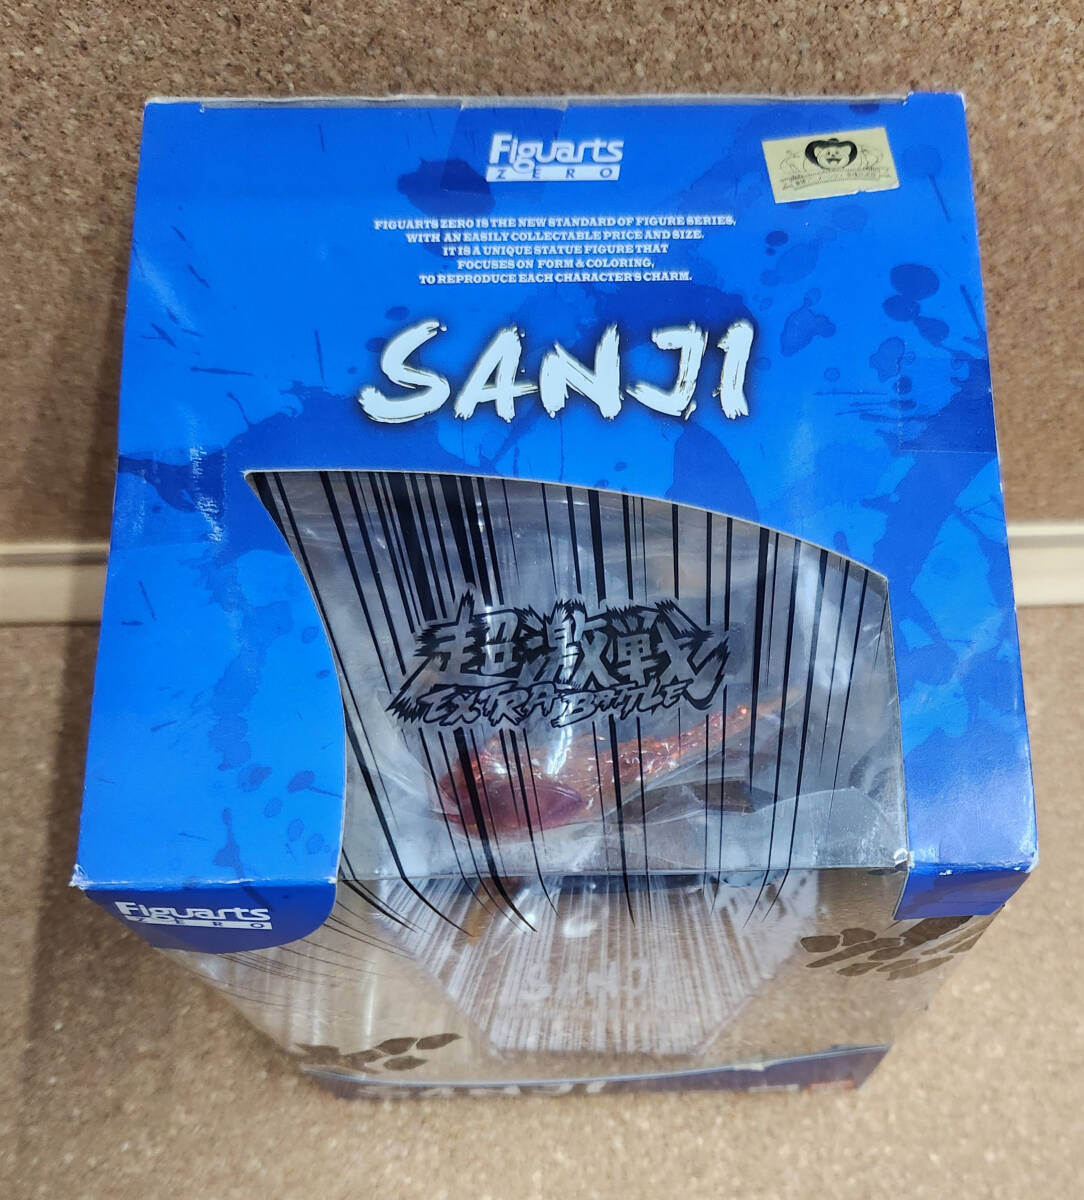 Figuarts
ZERO
FIGUARTS ZERO IS THE NEW STANDARD OF FIGURE SERIES,
WITH AN EASILY COLLECTABLE PRICE AND SIZE.
IT IS A UNIQUE STATUE FIGURE THAT
FOCUSES ON FORM & COLORING,
TO REPRODUCE EACH CHARACTER'S CHARM.
SANJI
超激戦
EXTRA BATTLE
Figuarts
ZERO
SANJI
SANJI